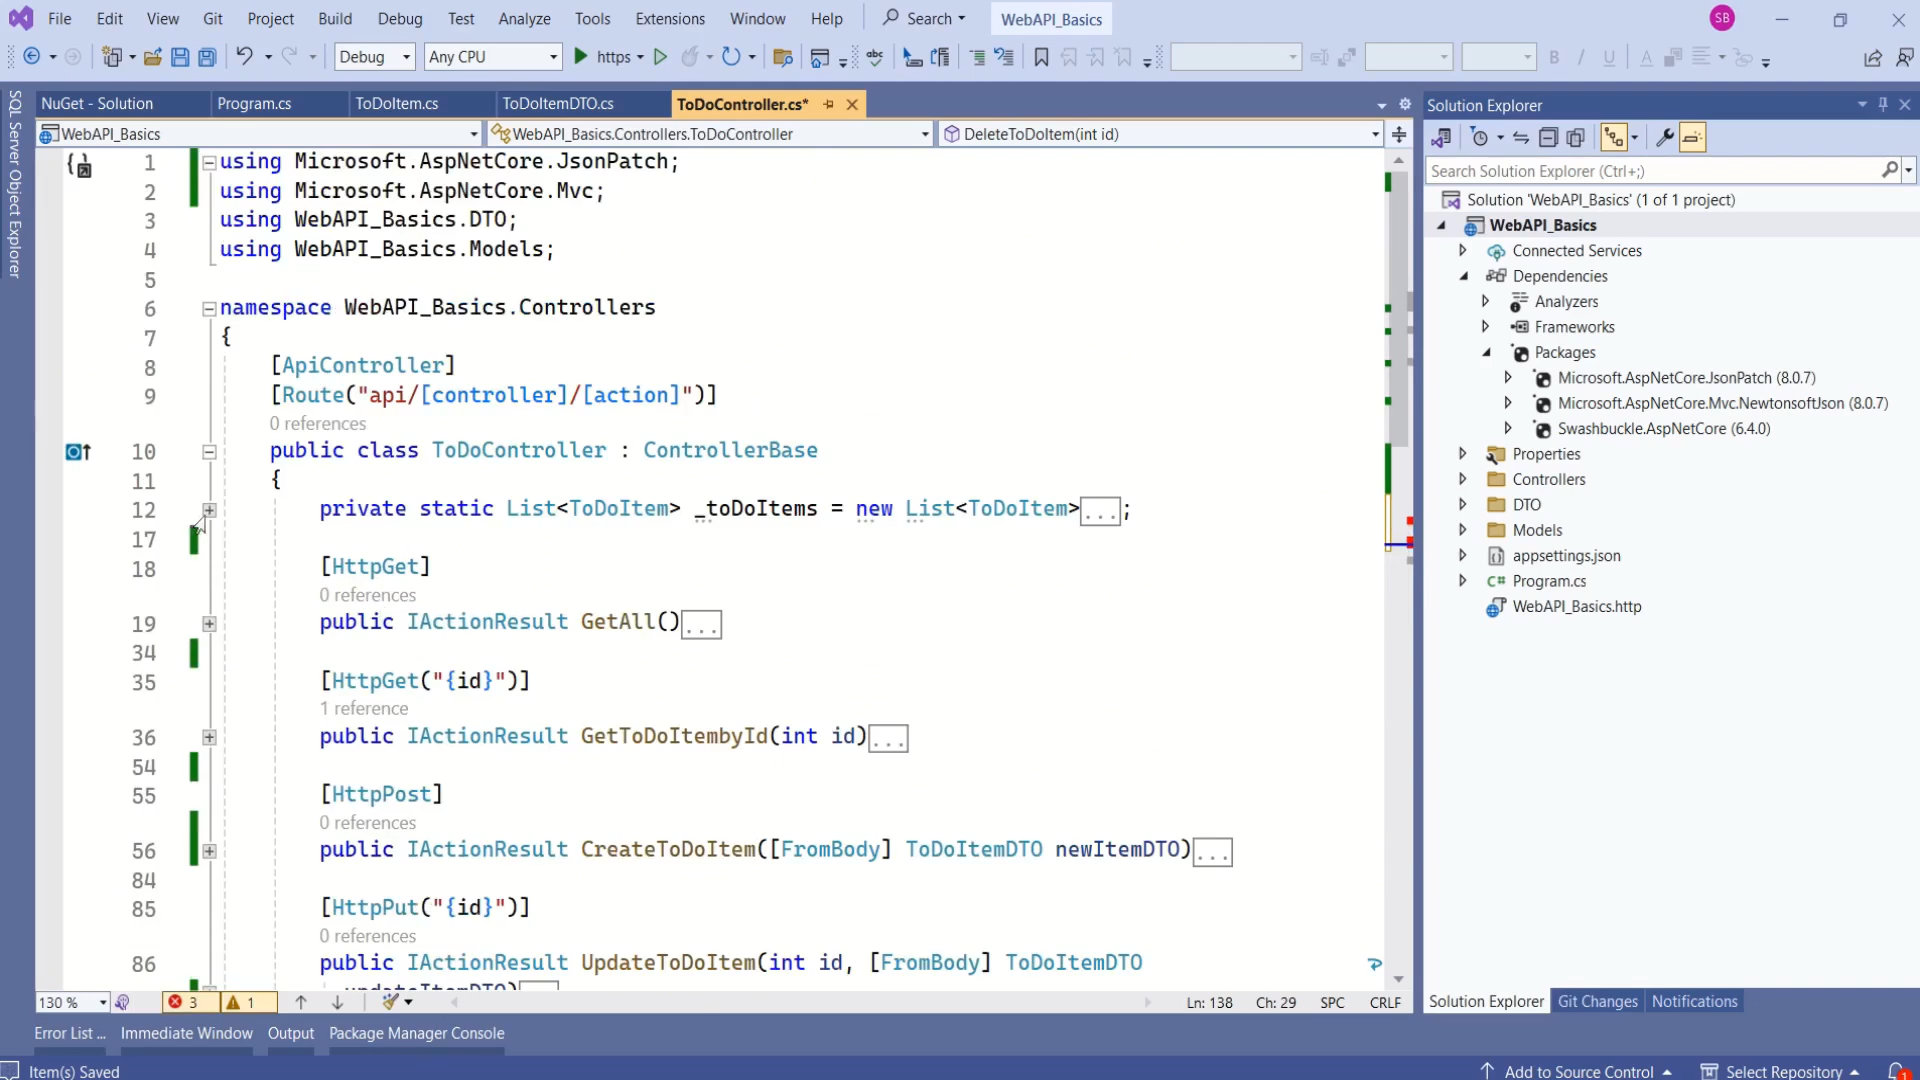 File Edit View Git Project Build Debug Test Analyze Tools Extensions Window Help Search WebAPI_Basics SB
Debug Any CPU https
NuGet - Solution Program.cs ToDoItem.cs ToDoItemDTO.cs ToDoController.cs*
WebAPI_Basics WebAPI_Basics.Controllers.ToDoController DeleteToDoItem(int id)
SQL Server Object Explorer
1 using Microsoft.AspNetCore.JsonPatch;
2 using Microsoft.AspNetCore.Mvc;
3 using WebAPI_Basics.DTO;
4 using WebAPI_Basics.Models;
5
6 namespace WebAPI_Basics.Controllers
7 {
8 [ApiController]
9 [Route("api/[controller]/[action]")]
0 references
10 public class ToDoController : ControllerBase
11 {
12 private static List<ToDoItem> _toDoItems = new List<ToDoItem>...;
17
18 [HttpGet]
0 references
19 public IActionResult GetAll()...
34
35 [HttpGet("{id}")]
1 reference
36 public IActionResult GetToDoItembyId(int id)...
54
55 [HttpPost]
0 references
56 public IActionResult CreateToDoItem([FromBody] ToDoItemDTO newItemDTO)...
84
85 [HttpPut("{id}")]
0 references
86 public IActionResult UpdateToDoItem(int id, [FromBody] ToDoItemDTO
updateItemDTO)...
130 % 3 1 Ln: 138 Ch: 29 SPC CRLF
Error List ... Immediate Window Output Package Manager Console
Item(s) Saved
Solution Explorer
Search Solution Explorer (Ctrl+;)
Solution 'WebAPI_Basics' (1 of 1 project)
WebAPI_Basics
Connected Services
Dependencies
Analyzers
Frameworks
Packages
Microsoft.AspNetCore.JsonPatch (8.0.7)
Microsoft.AspNetCore.Mvc.NewtonsoftJson (8.0.7)
Swashbuckle.AspNetCore (6.4.0)
Properties
Controllers
DTO
Models
appsettings.json
C# Program.cs
WebAPI_Basics.http
Solution Explorer Git Changes Notifications
Add to Source Control Select Repository 1